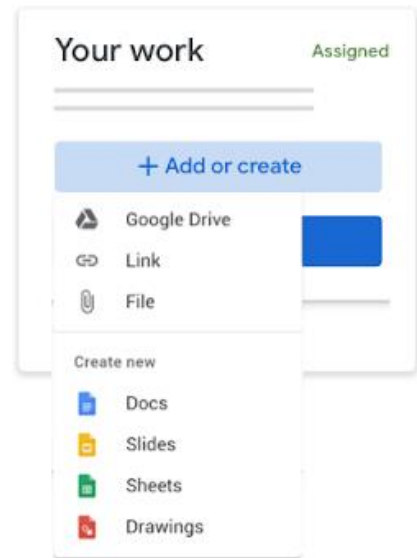 Your work
Assigned
+ Add or create
Google Drive
Link
File
Create new
Docs
Slides
Sheets
Drawings